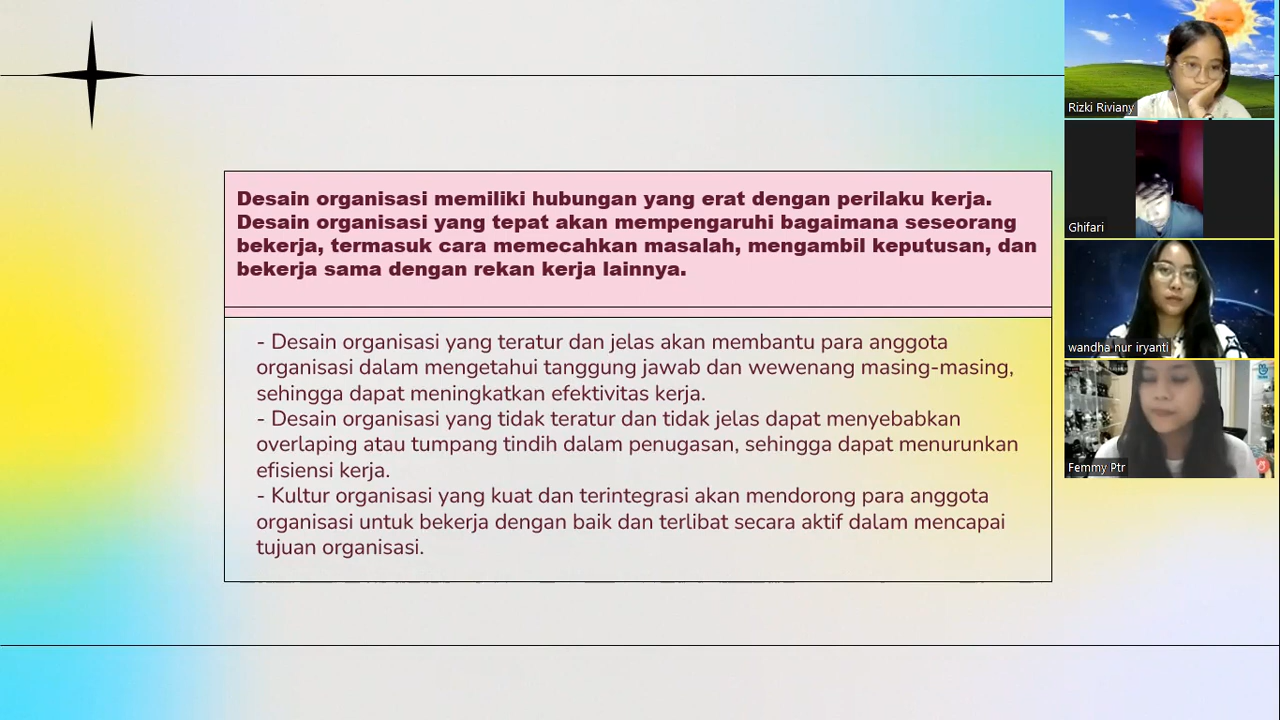 Desain organisasi memiliki hubungan yang erat dengan perilaku kerja.
Desain organisasi yang tepat akan mempengaruhi bagaimana seseorang
bekerja, termasuk cara memecahkan masalah, mengambil keputusan, dan
bekerja sama dengan rekan kerja lainnya.
- Desain organisasi yang teratur dan jelas akan membantu para anggota
organisasi dalam mengetahui tanggung jawab dan wewenang masing-masing,
sehingga dapat meningkatkan efektivitas kerja.
- Desain organisasi yang tidak teratur dan tidak jelas dapat menyebabkan
overlaping atau tumpang tindih dalam penugasan, sehingga dapat menurunkan
efisiensi kerja.
- Kultur organisasi yang kuat dan terintegrasi akan mendorong para anggota
organisasi untuk bekerja dengan baik dan terlibat secara aktif dalam mencapai
tujuan organisasi.
Rizki Riviany
Ghifari
wandha nur iryanti
Femmy Ptr